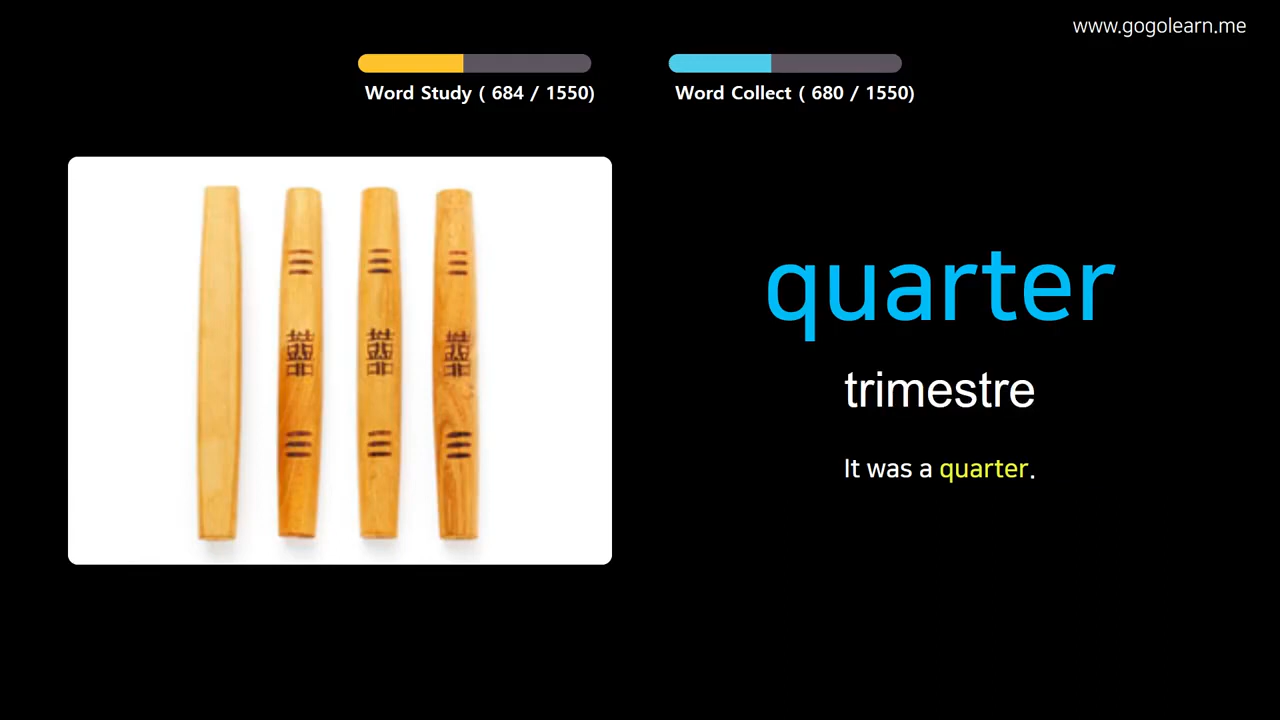 www.gogolearn.me
Word Study ( 684 / 1550)
Word Collect ( 680 / 1550)
quarter
trimestre
It was a quarter.